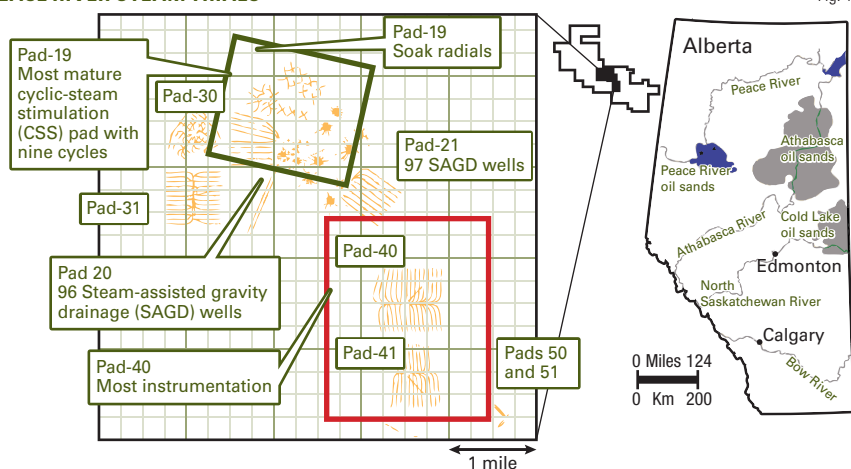 Fig. 
Pad-19
Soak radials
Pad-19
Most mature
cyclic-steam
stimulation
(CSS) pad with
nine cycles
Pad-30
Pad-21
97 SAGD wells
Pad-31
Pad 20
96 Steam-assisted gravity
drainage (SAGD) wells
Pad-40
Pad-40
Most instrumentation
Pad-41
Pads 50
and 51
1 mile
Alberta
Peace River
Athabasca
oil sands
Peace River
oil sands
Athabasca River
Cold Lake
oil sands
Edmonton
North
Saskatchewan River
Calgary
Bow River
0 Miles 124
0 Km 200